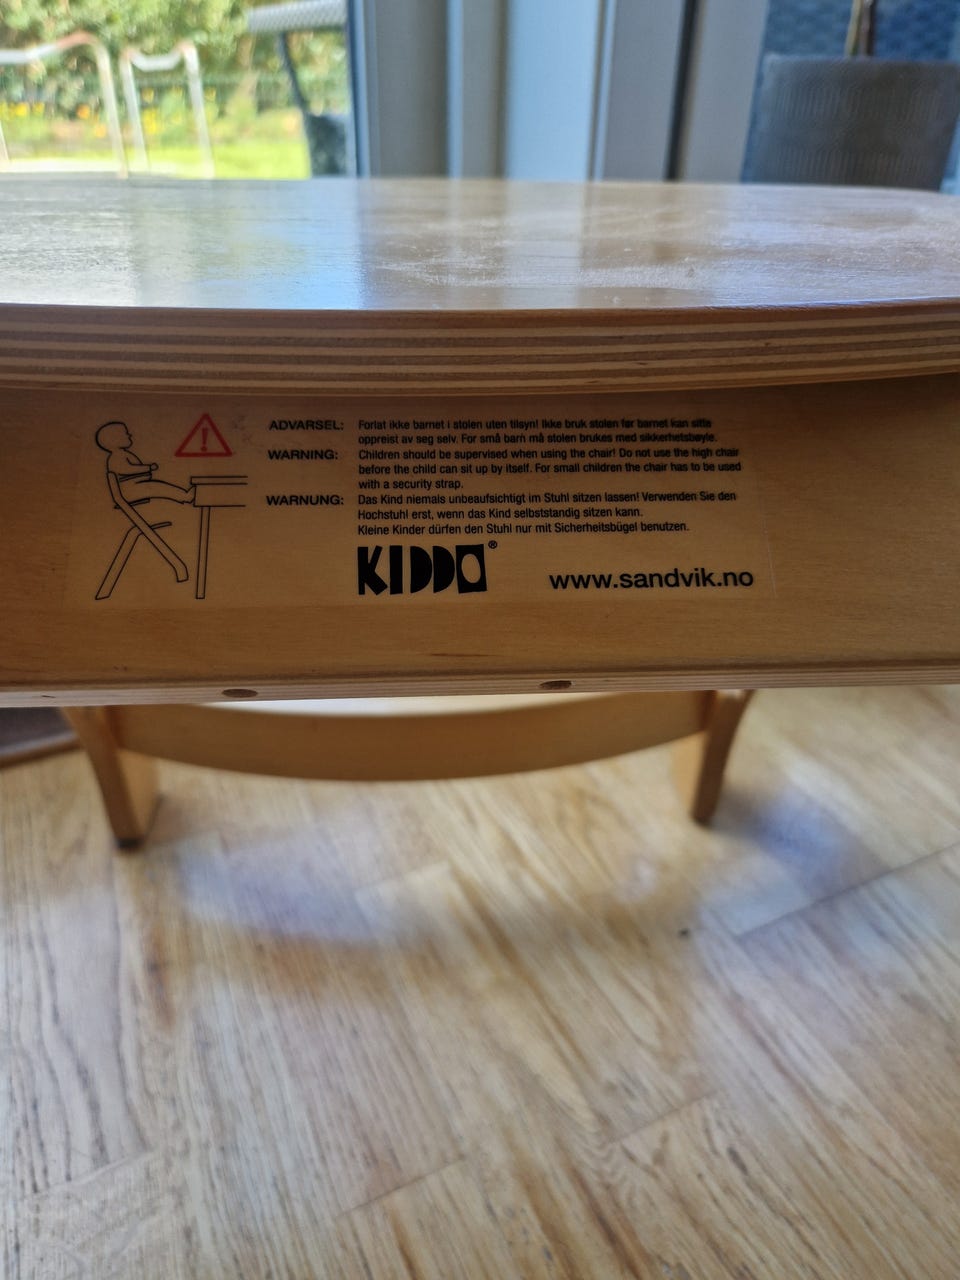 ADVARSEL: Forlat ikke barnet i stolen uten tilsyn! Ikke bruk stolen før barnet kan sitte
oppreist av seg selv. For små barn må stolen brukes med sikkerhetsbøyle.
WARNING: Children should be supervised when using the chair! Do not use the high chair
before the child can sit up by itself. For small children the chair has to be used
with a security strap.
WARNUNG: Das Kind niemals unbeaufsichtigt im Stuhl sitzen lassen! Verwenden Sie den
Hochstuhl erst, wenn das Kind selbststandig sitzen kann.
Kleine Kinder dürfen den Stuhl nur mit Sicherheitsbügel benutzen.
KIDDO®
www.sandvik.no